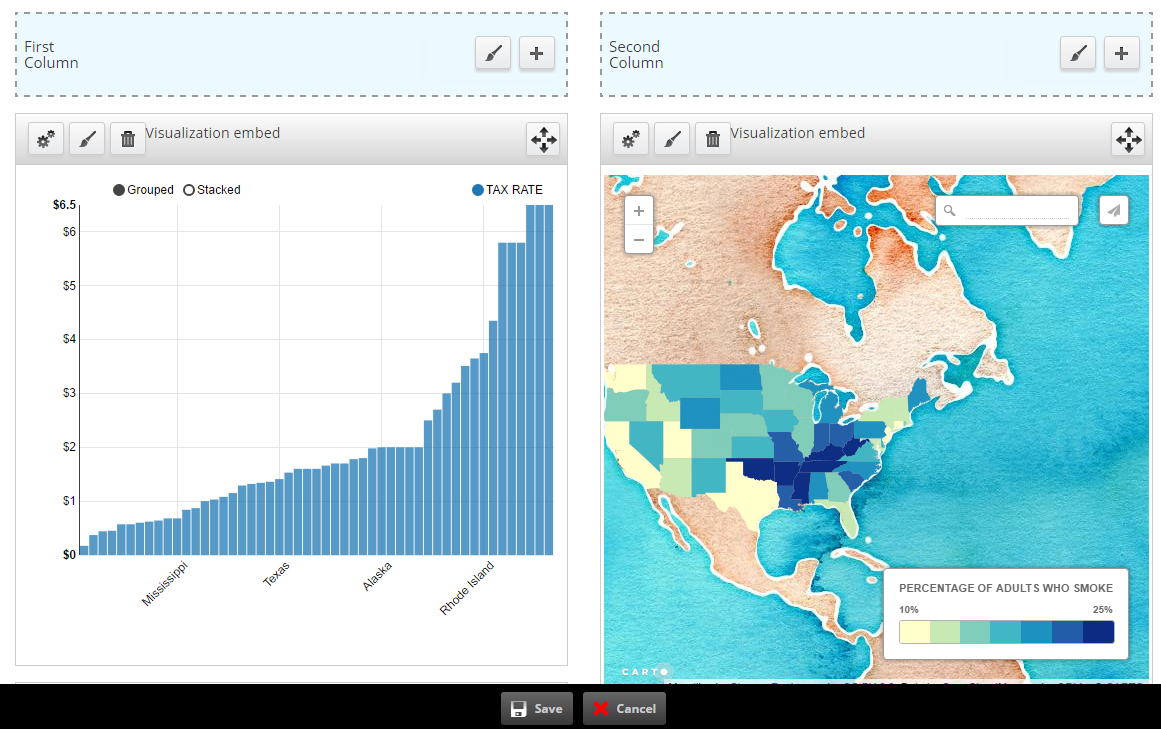 First
Column
Second
Column
Visualization embed
Visualization embed
Grouped
Stacked
TAX RATE
$6.5
$6
$5
$4
$3
$2
$1
$0
Mississippi
Texas
Alaska
Rhode Island
+
−
PERCENTAGE OF ADULTS WHO SMOKE
10%
25%
CARTO
Save
Cancel